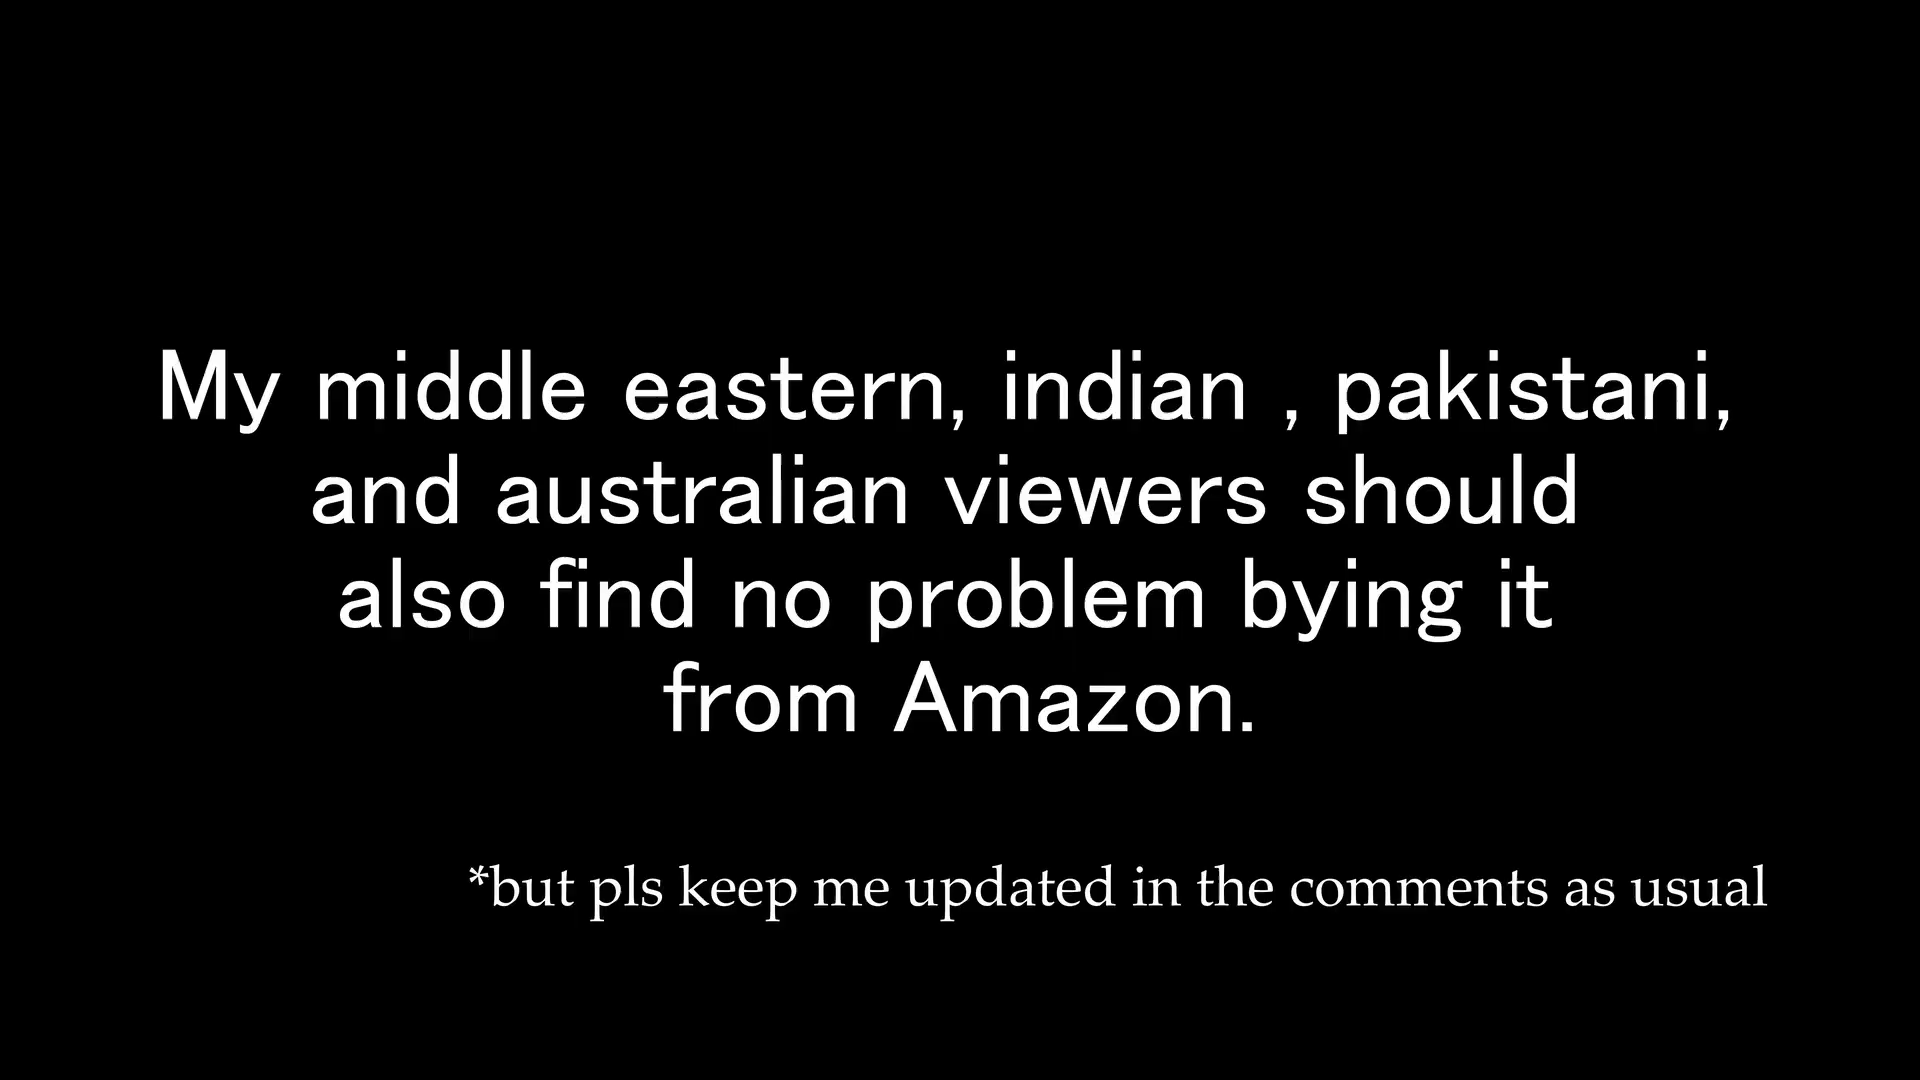 My middle eastern, indian , pakistani,
and australian viewers should
also find no problem bying it
from Amazon.
*but pls keep me updated in the comments as usual